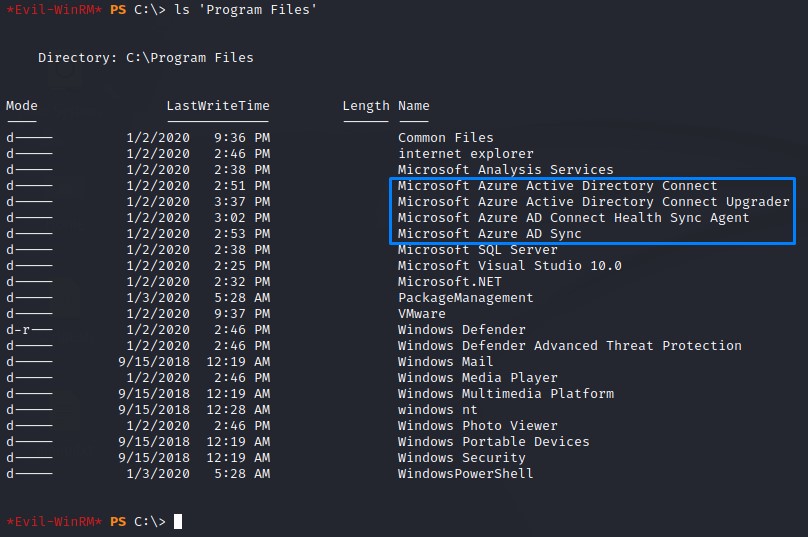 *Evil-WinRM* PS C:\> ls 'Program Files'
Directory: C:\Program Files
Mode LastWriteTime Length Name
---- ------------- ------ ----
d----- 1/2/2020 9:36 PM Common Files
d----- 1/2/2020 2:46 PM internet explorer
d----- 1/2/2020 2:38 PM Microsoft Analysis Services
d----- 1/2/2020 2:51 PM Microsoft Azure Active Directory Connect
d----- 1/2/2020 3:37 PM Microsoft Azure Active Directory Connect Upgrader
d----- 1/2/2020 3:02 PM Microsoft Azure AD Connect Health Sync Agent
d----- 1/2/2020 2:53 PM Microsoft Azure AD Sync
d----- 1/2/2020 2:38 PM Microsoft SQL Server
d----- 1/2/2020 2:25 PM Microsoft Visual Studio 10.0
d----- 1/2/2020 2:32 PM Microsoft.NET
d----- 1/3/2020 5:28 AM PackageManagement
d----- 1/2/2020 9:37 PM VMware
d-r--- 1/2/2020 2:46 PM Windows Defender
d----- 1/2/2020 2:46 PM Windows Defender Advanced Threat Protection
d----- 9/15/2018 12:19 AM Windows Mail
d----- 1/2/2020 2:46 PM Windows Media Player
d----- 9/15/2018 12:19 AM Windows Multimedia Platform
d----- 9/15/2018 12:28 AM windows nt
d----- 1/2/2020 2:46 PM Windows Photo Viewer
d----- 9/15/2018 12:19 AM Windows Portable Devices
d----- 9/15/2018 12:19 AM Windows Security
d----- 1/3/2020 5:28 AM WindowsPowerShell
*Evil-WinRM* PS C:\>